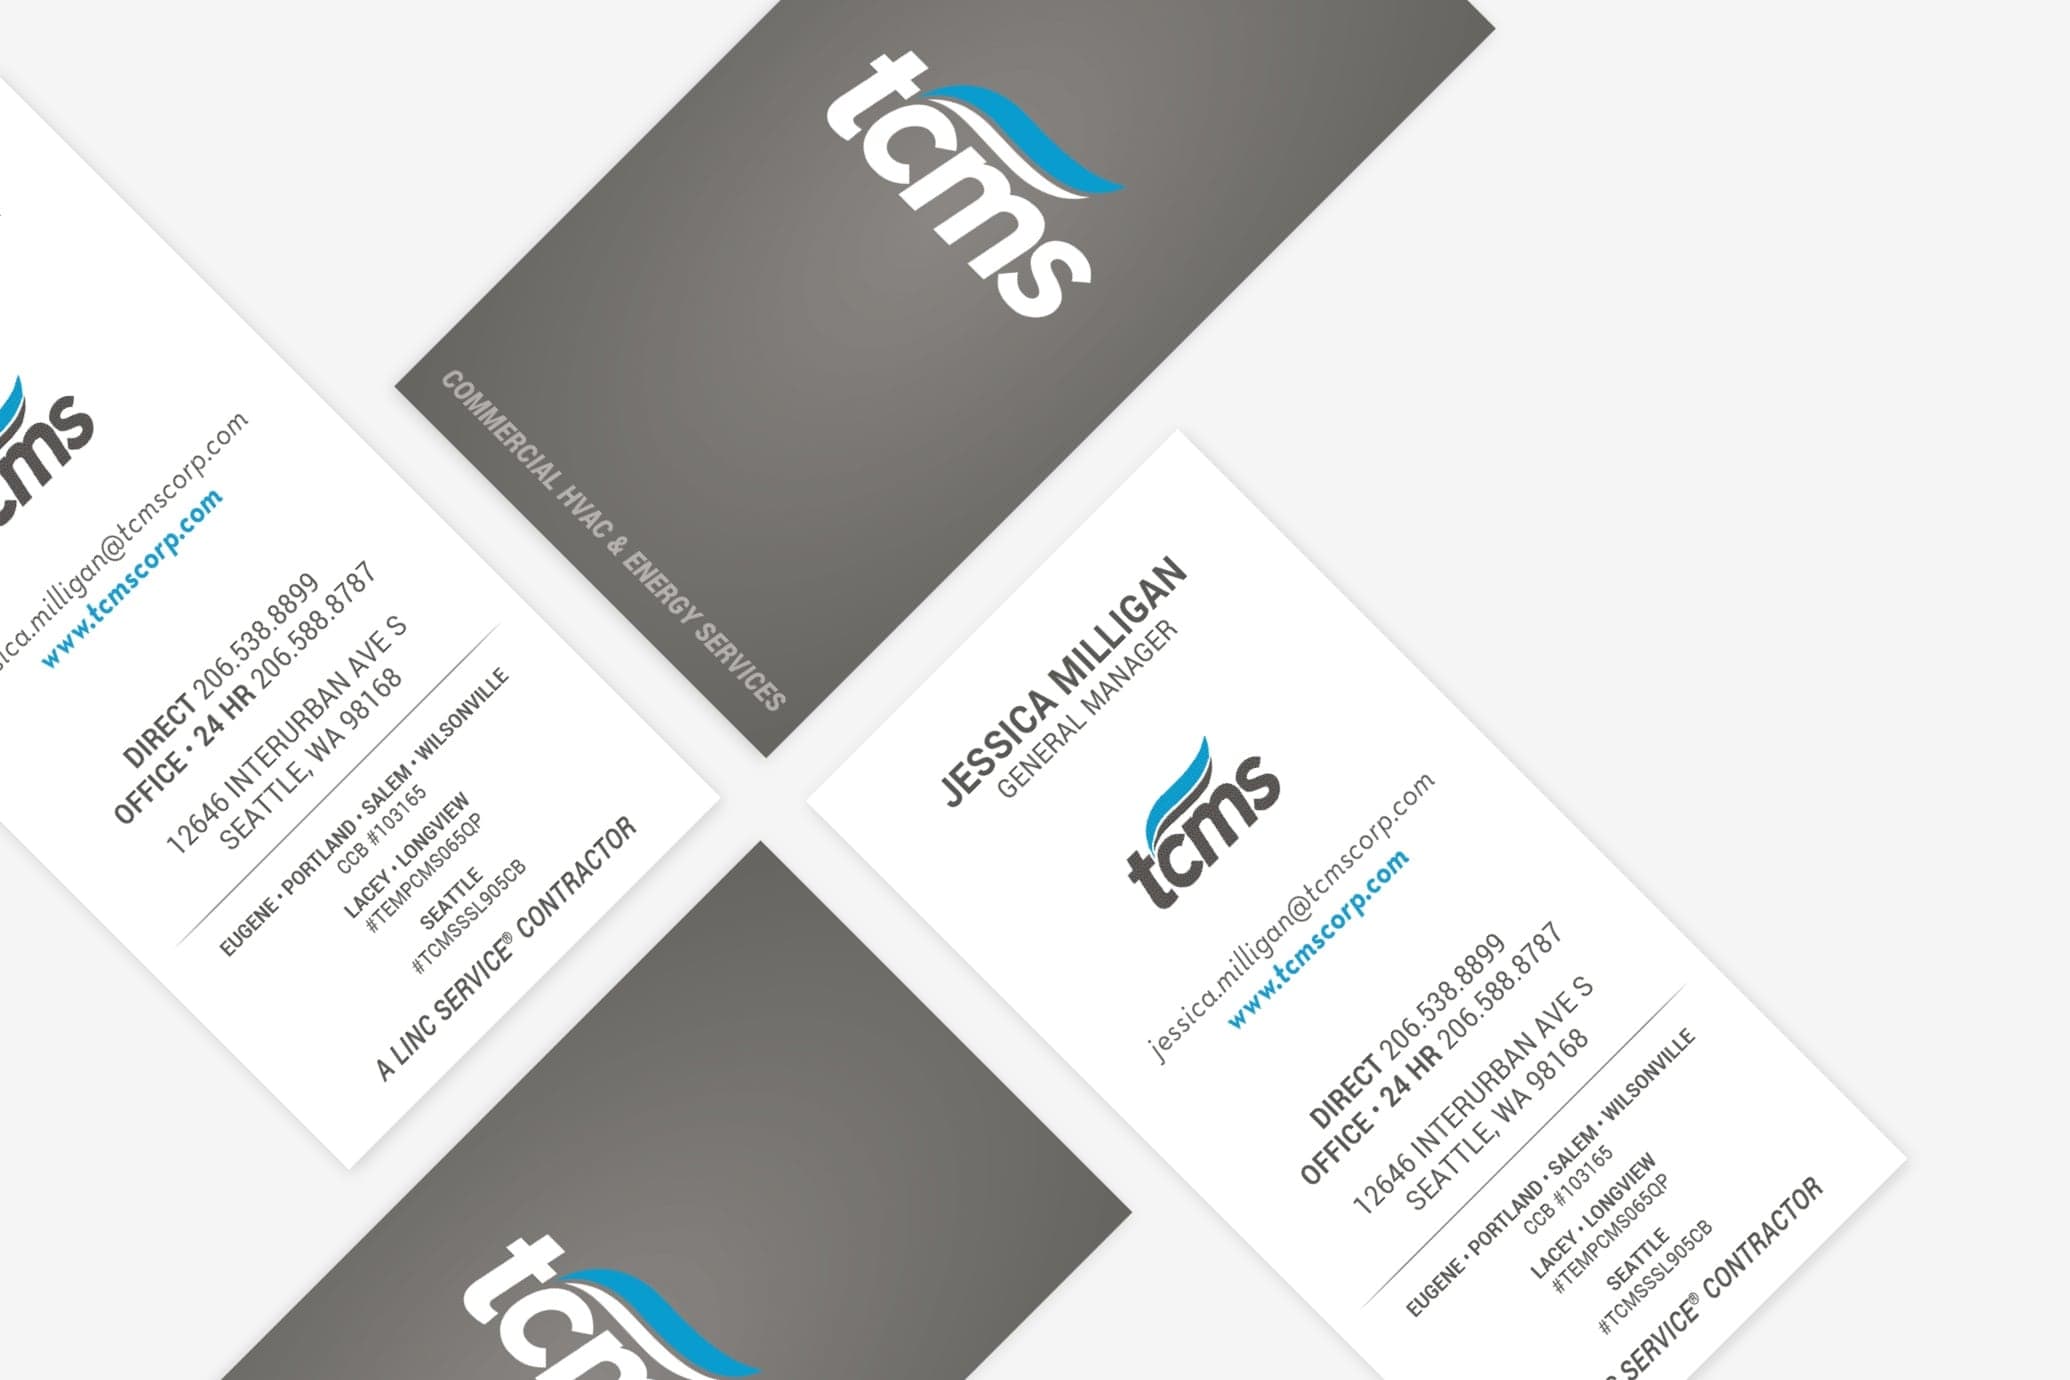 cms
sica.milligan@tcmscorp.com
www.tcmscorp.com
DIRECT 206.538.8899
OFFICE • 24 HR 206.588.8787
12646 INTERURBAN AVE S
SEATTLE, WA 98168
EUGENE • PORTLAND • SALEM • WILSONVILLE
CCB #103165
LACEY • LONGVIEW
#TEMPCMS065QP
SEATTLE
#TCMSSSL905CB
A LINC SERVICE® CONTRACTOR
tcms
COMMERCIAL HVAC & ENERGY SERVICES
JESSICA MILLIGAN
GENERAL MANAGER
tcms
jessica.milligan@tcmscorp.com
www.tcmscorp.com
DIRECT 206.538.8899
OFFICE • 24 HR 206.588.8787
12646 INTERURBAN AVE S
SEATTLE, WA 98168
EUGENE • PORTLAND • SALEM • WILSONVILLE
CCB #103165
LACEY • LONGVIEW
#TEMPCMS065QP
SEATTLE
#TCMSSSL905CB
SERVICE® CONTRACTOR
tcm